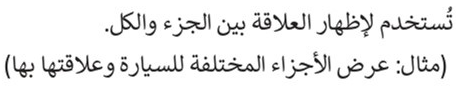 تُستخدم لإظهار العلاقة بين الجزء والكل.
(مثال: عرض الأجزاء المختلفة للسيارة وعلاقتها بها)